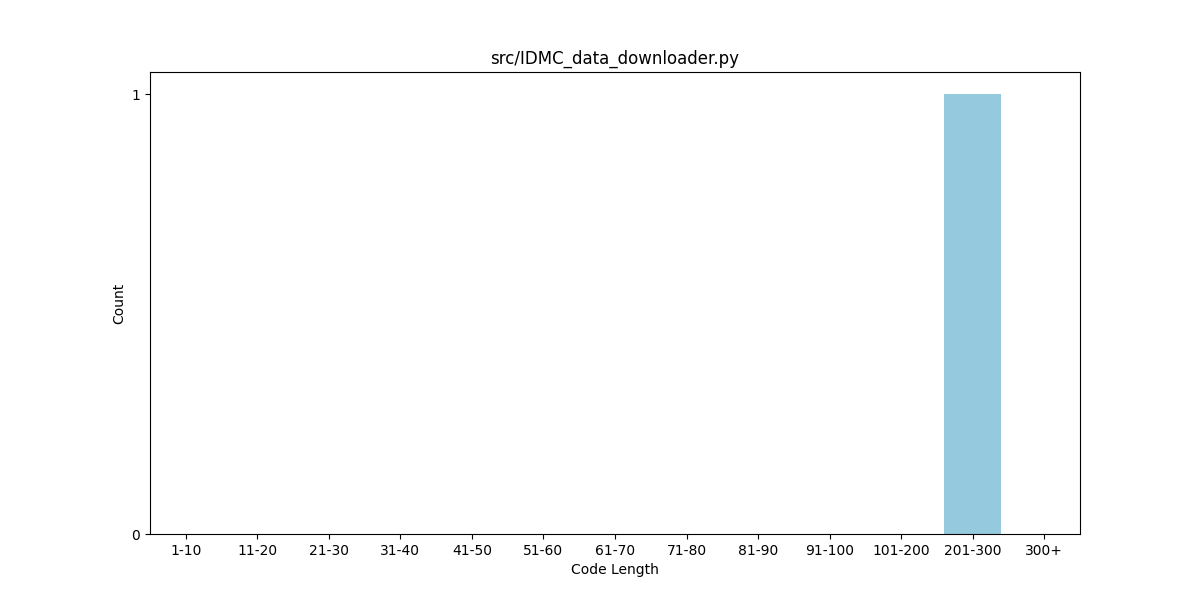 src/IDMC_data_downloader.py
1
Count
0
1-10 11-20 21-30 31-40 41-50 51-60 61-70 71-80 81-90 91-100 101-200 201-300 300+
Code Length